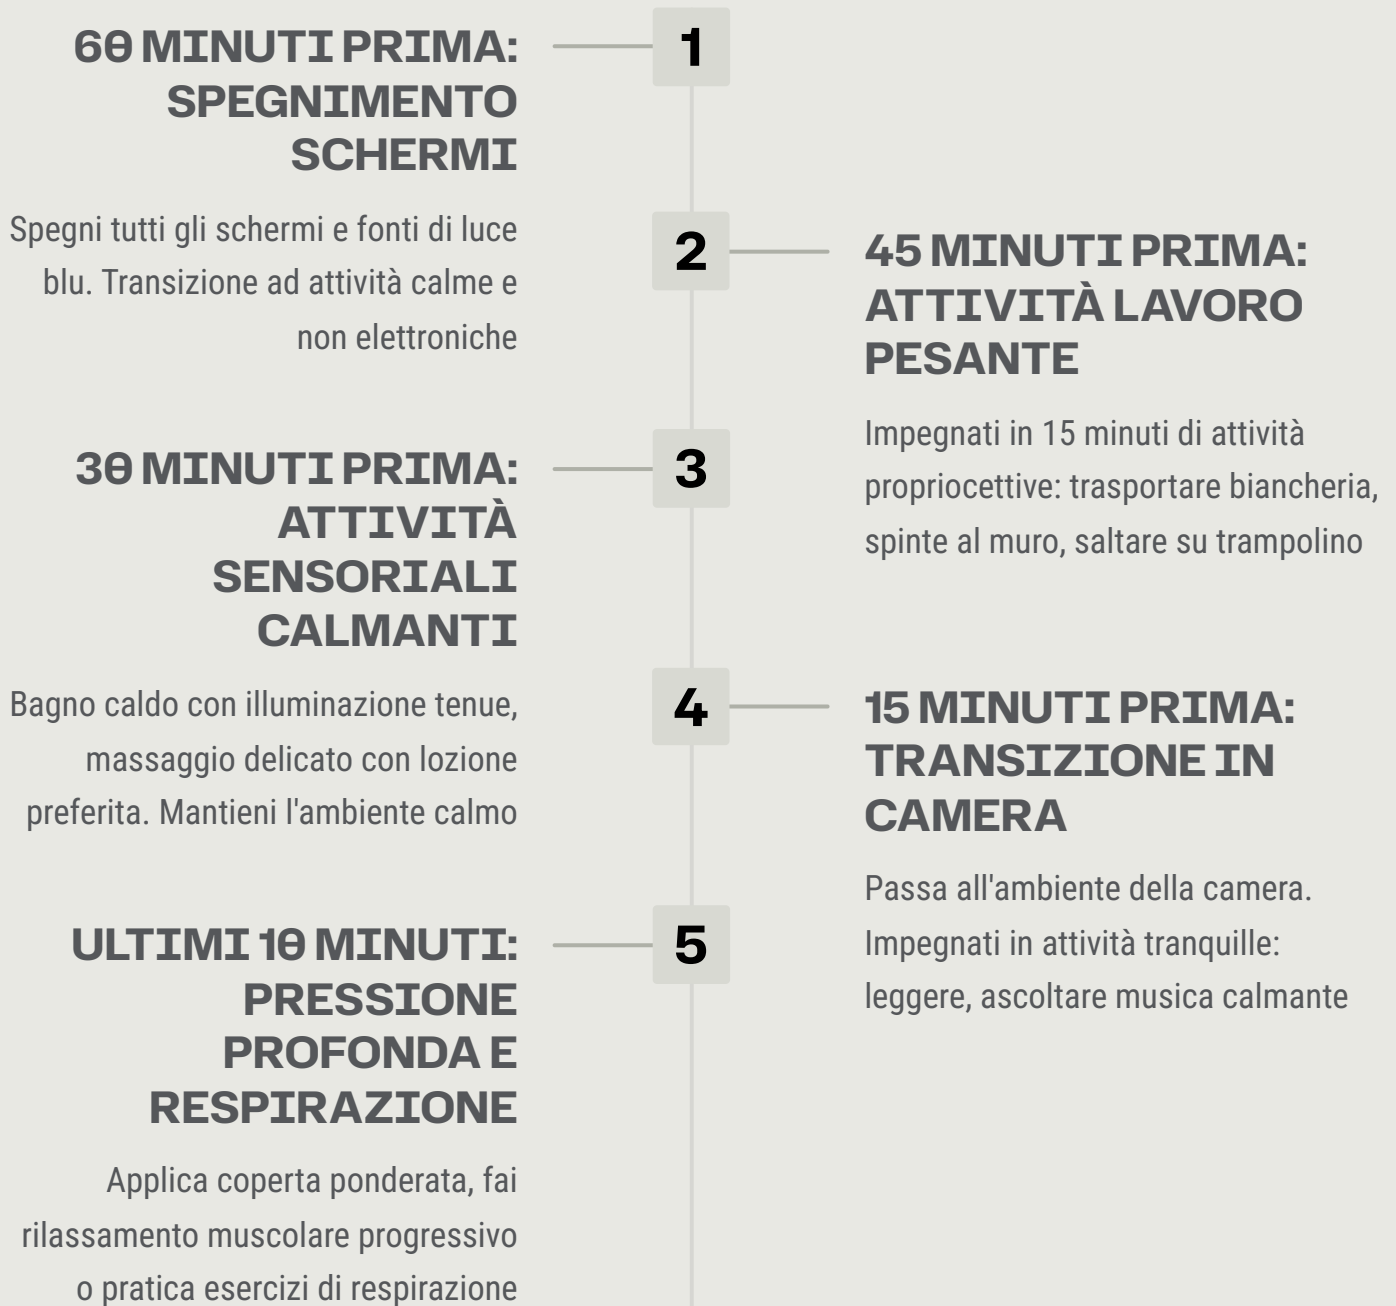 1
60 MINUTI PRIMA:
SPEGNIMENTO
SCHERMI
Spegni tutti gli schermi e fonti di luce
blu. Transizione ad attività calme e
non elettroniche
2
45 MINUTI PRIMA:
ATTIVITÀ LAVORO
PESANTE
Impegnati in 15 minuti di attività
propriocettive: trasportare biancheria,
spinte al muro, saltare su trampolino
3
30 MINUTI PRIMA:
ATTIVITÀ
SENSORIALI
CALMANTI
Bagno caldo con illuminazione tenue,
massaggio delicato con lozione
preferita. Mantieni l'ambiente calmo
4
15 MINUTI PRIMA:
TRANSIZIONE IN
CAMERA
Passa all'ambiente della camera.
Impegnati in attività tranquille:
leggere, ascoltare musica calmante
5
ULTIMI 10 MINUTI:
PRESSIONE
PROFONDA E
RESPIRAZIONE
Applica coperta ponderata, fai
rilassamento muscolare progressivo
o pratica esercizi di respirazione